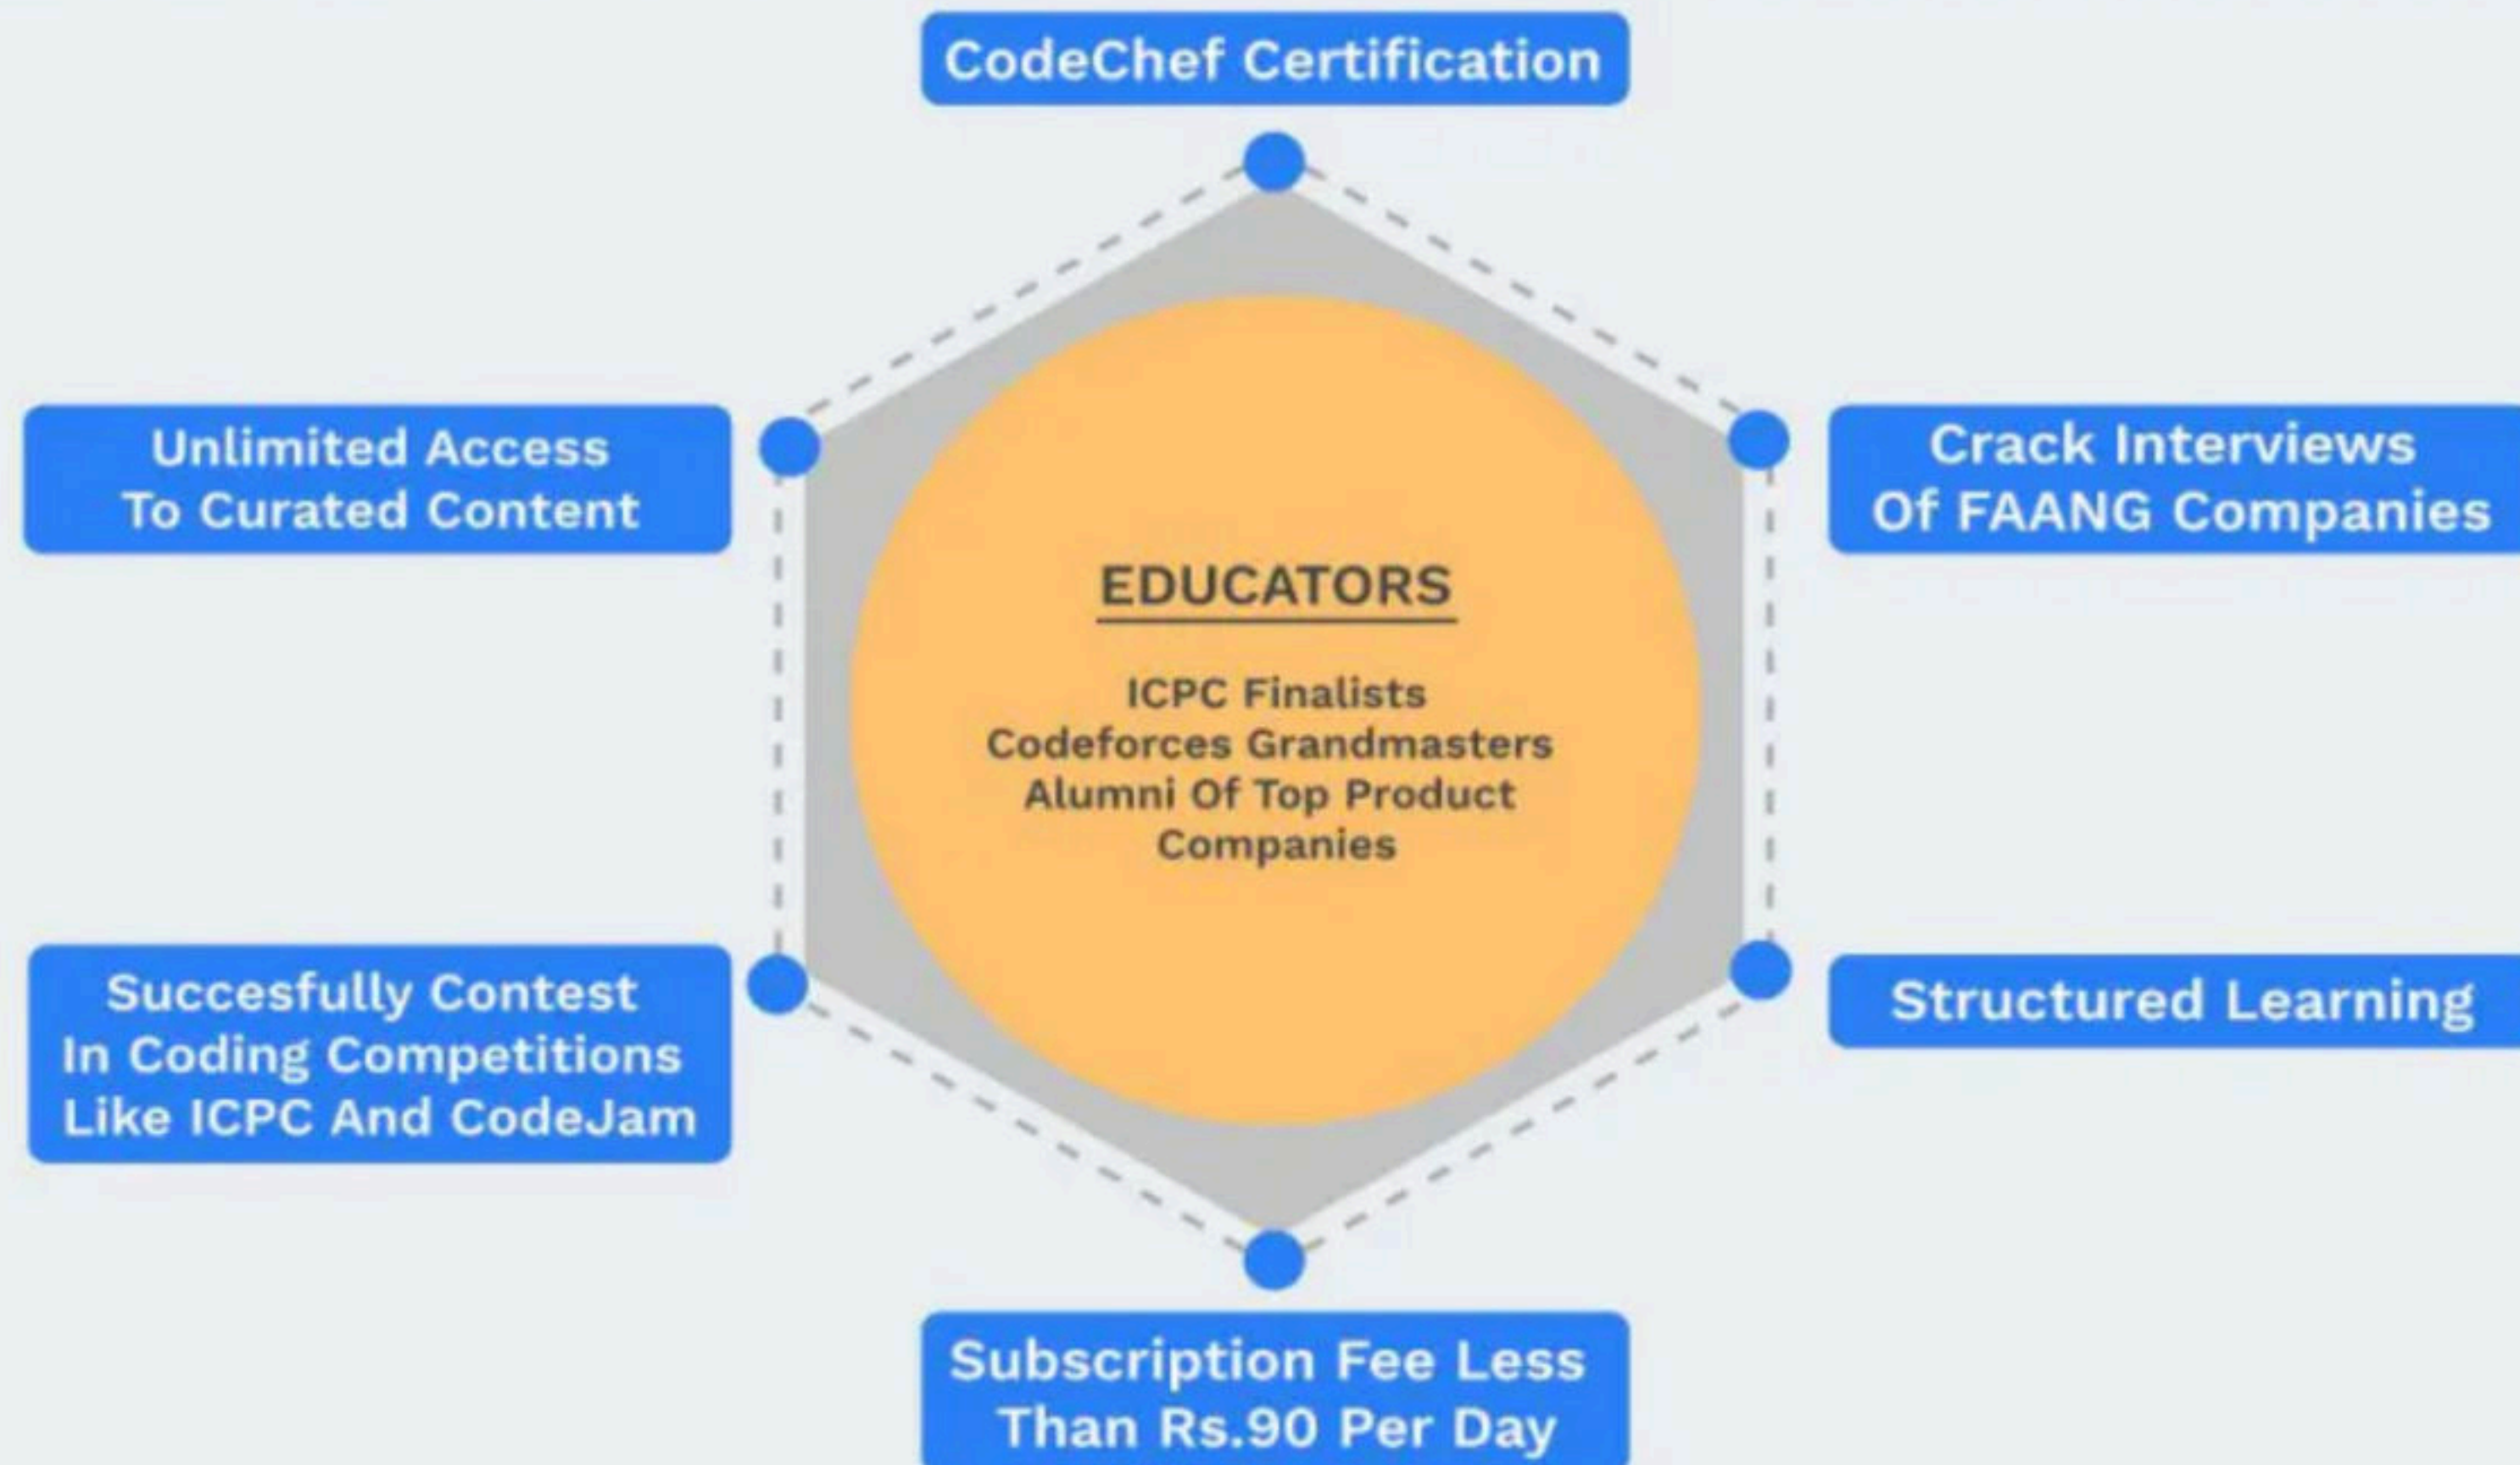 CodeChef Certification
Unlimited Access
To Curated Content
Crack Interviews
Of FAANG Companies
EDUCATORS
ICPC Finalists
Codeforces Grandmasters
Alumni Of Top Product
Companies
Succesfully Contest
In Coding Competitions
Like ICPC And CodeJam
Structured Learning
Subscription Fee Less
Than Rs.90 Per Day